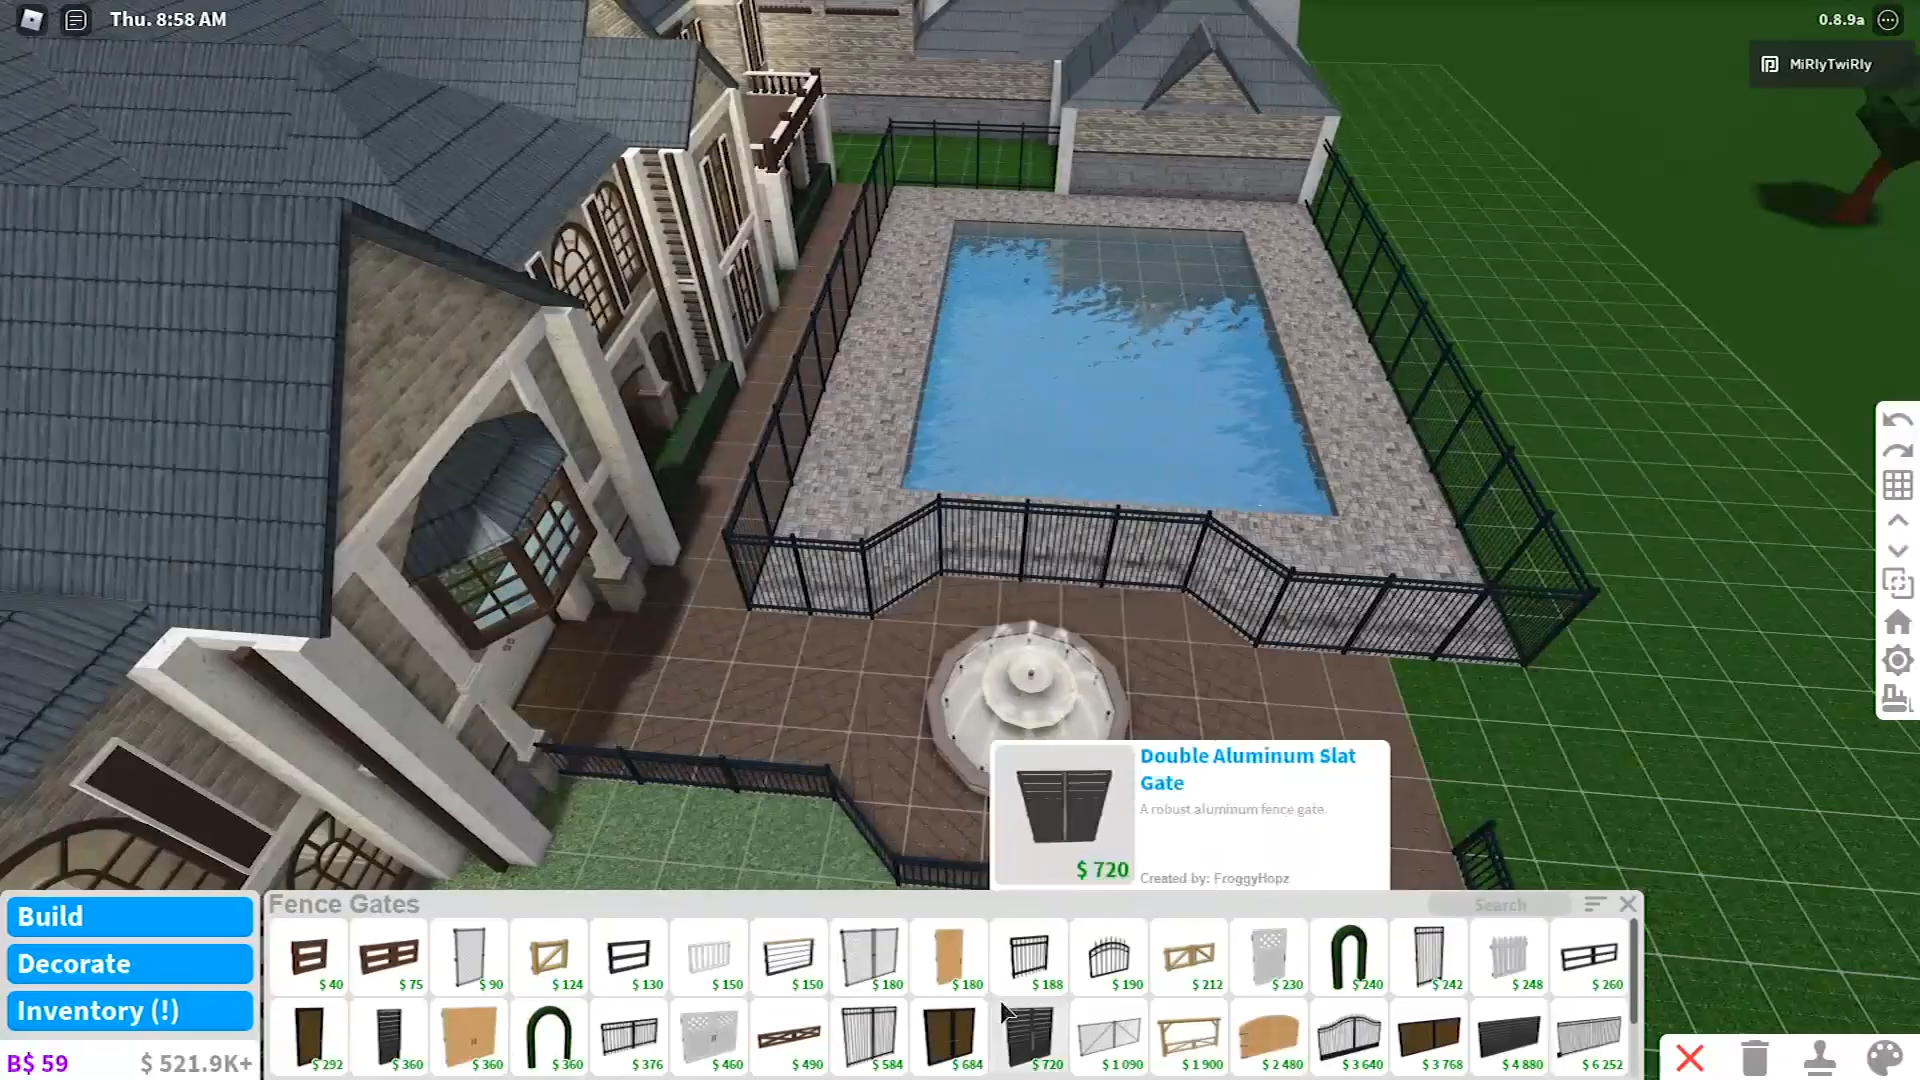 Thu. 8:58 AM
0.8.9a
MiRlyTwiRly
Double Aluminum Slat
Gate
A robust aluminum fence gate.
$ 720
Created by: FroggyHopz
Build
Decorate
Inventory (!)
B$ 59
$ 521.9K+
Fence Gates
Search
$ 40
$ 75
$ 90
$ 124
$ 130
$ 150
$ 150
$ 180
$ 180
$ 188
$ 190
$ 212
$ 230
$ 240
$ 242
$ 248
$ 260
$ 292
$ 360
$ 360
$ 360
$ 376
$ 460
$ 490
$ 584
$ 684
$ 720
$ 1 090
$ 1 900
$ 2 480
$ 3 640
$ 3 768
$ 4 880
$ 6 252